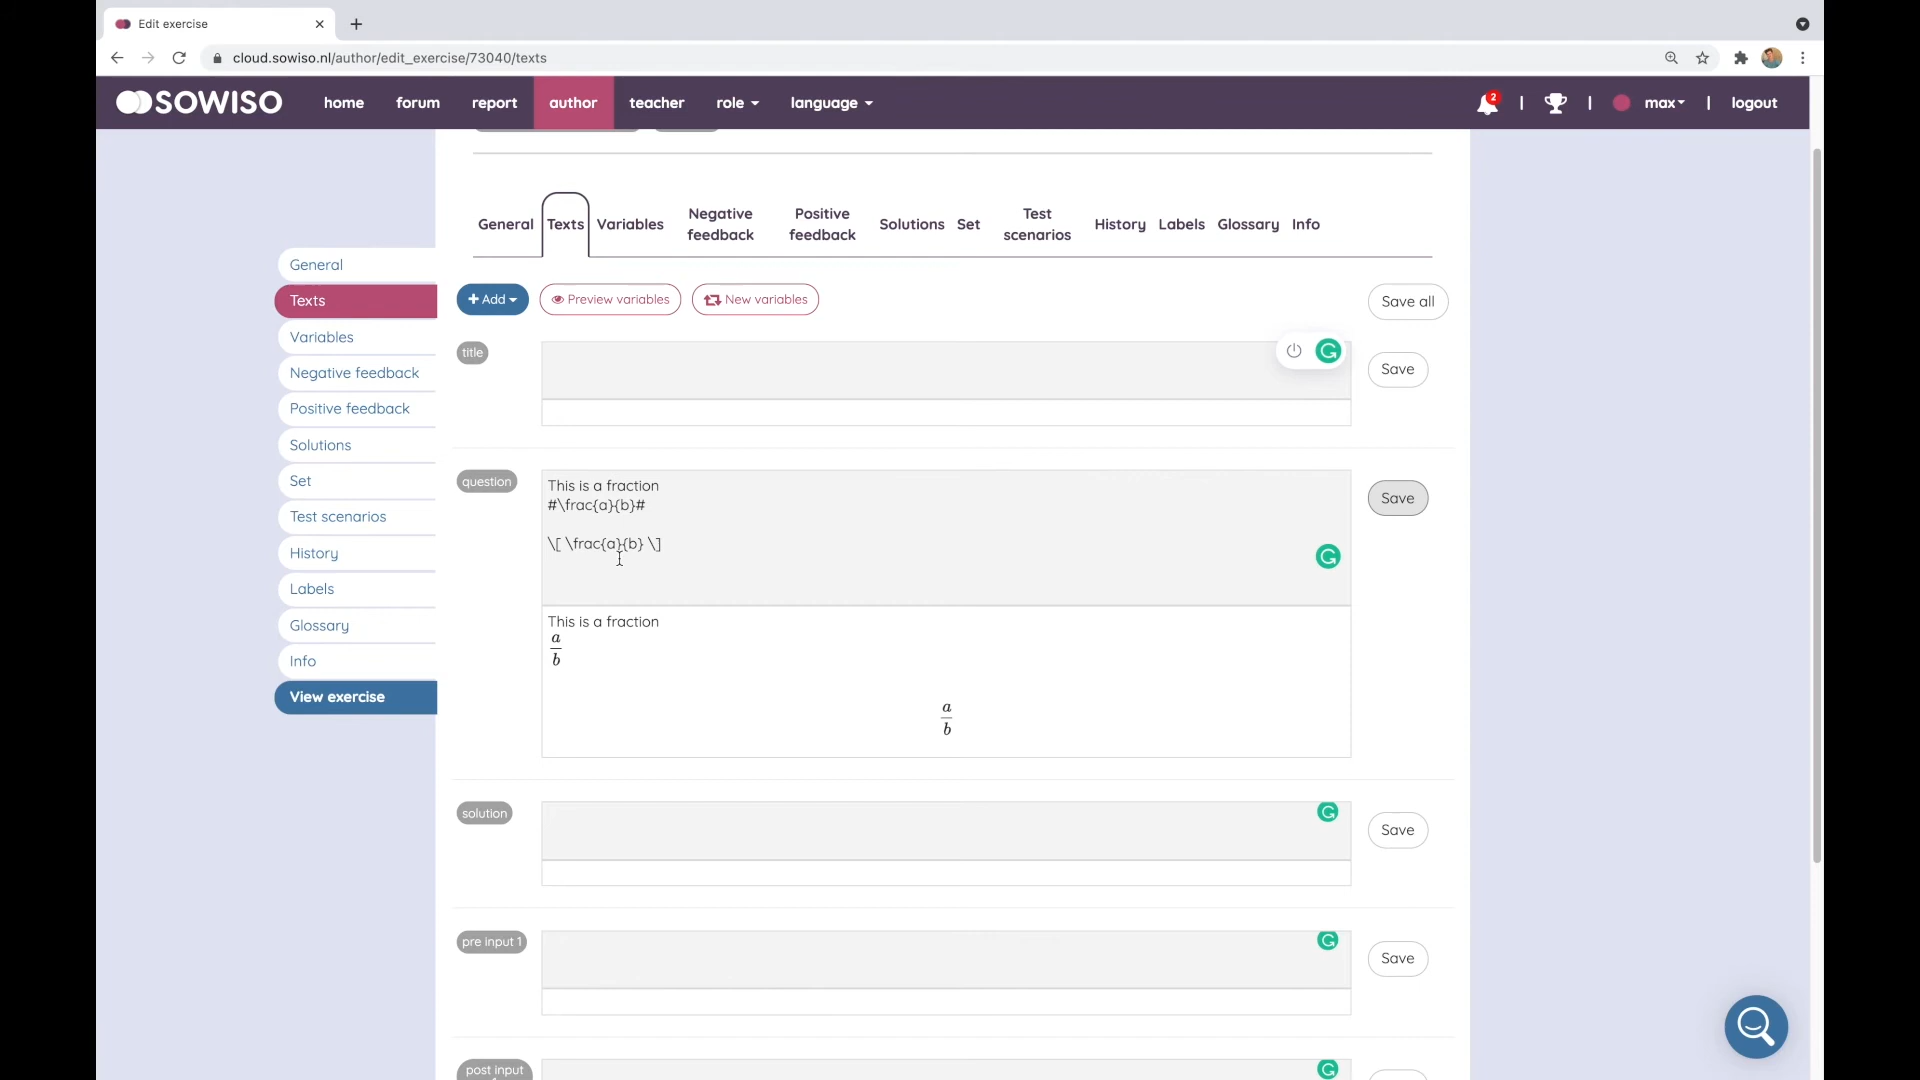 Edit exercise
cloud.sowiso.nl/author/edit_exercise/73040/texts
SOWISO home forum report author teacher role language 2 | | max | logout
General Texts Variables Negative feedback Positive feedback Solutions Set Test scenarios History Labels Glossary Info
General
Texts
Variables
Negative feedback
Positive feedback
Solutions
Set
Test scenarios
History
Labels
Glossary
Info
View exercise
+ Add Preview variables New variables Save all
title
Save
question
This is a fraction
#\frac{a}{b}#
\[ \frac{a}{b} \]
Save
This is a fraction
a
b
a
b
solution
Save
pre input 1
Save
post input